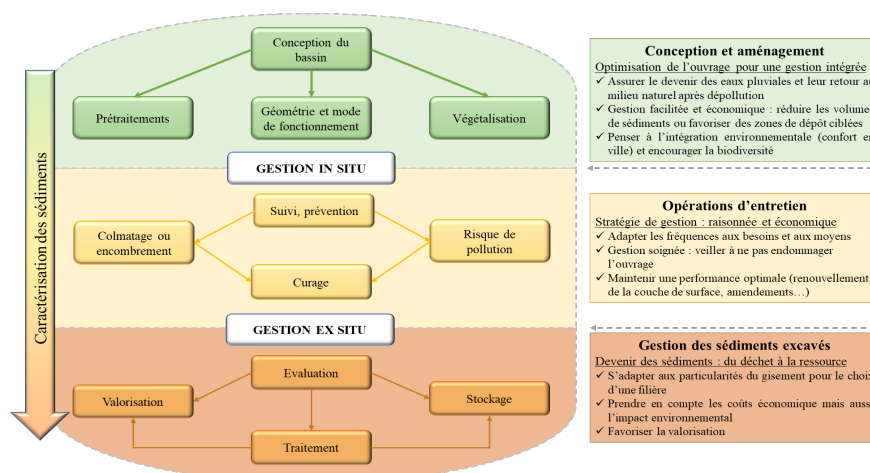 Caractérisation des sédiments
Conception du
bassin
Prétraitements
Géométrie et mode
de fonctionnement
Végétalisation
GESTION IN SITU
Suivi, prévention
Colmatage ou
encombrement
Risque de
pollution
Curage
GESTION EX SITU
Evaluation
Valorisation
Stockage
Traitement
Conception et aménagement
Optimisation de l’ouvrage pour une gestion intégrée
✓ Assurer le devenir des eaux pluviales et leur retour au
milieu naturel après dépollution
✓ Gestion facilitée et économique : réduire les volumes
de sédiments ou favoriser des zones de dépôt ciblées
✓ Penser à l’intégration environnementale (confort en
ville) et encourager la biodiversité
Opérations d’entretien
Stratégie de gestion : raisonnée et économique
✓ Adapter les fréquences aux besoins et aux moyens
✓ Gestion soignée : veiller à ne pas endommager
l’ouvrage
✓ Maintenir une performance optimale (renouvellement
de la couche de surface, amendements…)
Gestion des sédiments excavés
Devenir des sédiments : du déchet à la ressource
✓ S’adapter aux particularités du gisement pour le choix
d’une filière
✓ Prendre en compte les coûts économique mais aussi
l’impact environnemental
✓ Favoriser la valorisation